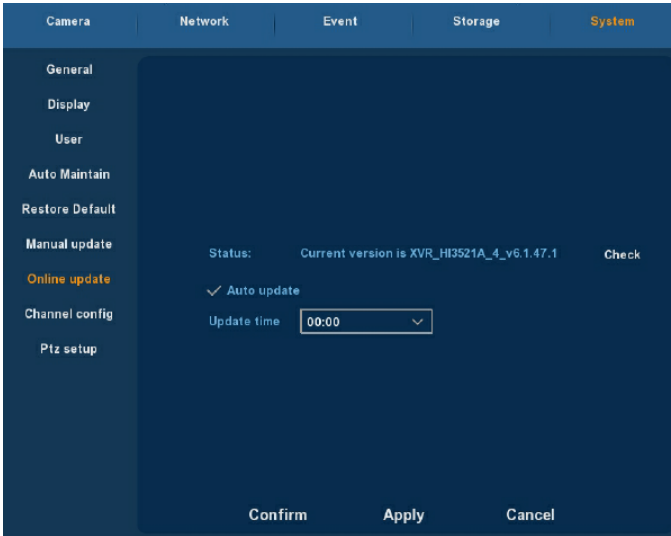 Camera Network Event Storage System
General
Display
User
Auto Maintain
Restore Default
Manual update
Status: Current version is XVR_HI3521A_4_v6.1.47.1 Check
Online update
Auto update
Channel config
Update time 00:00
Ptz setup
Confirm Apply Cancel